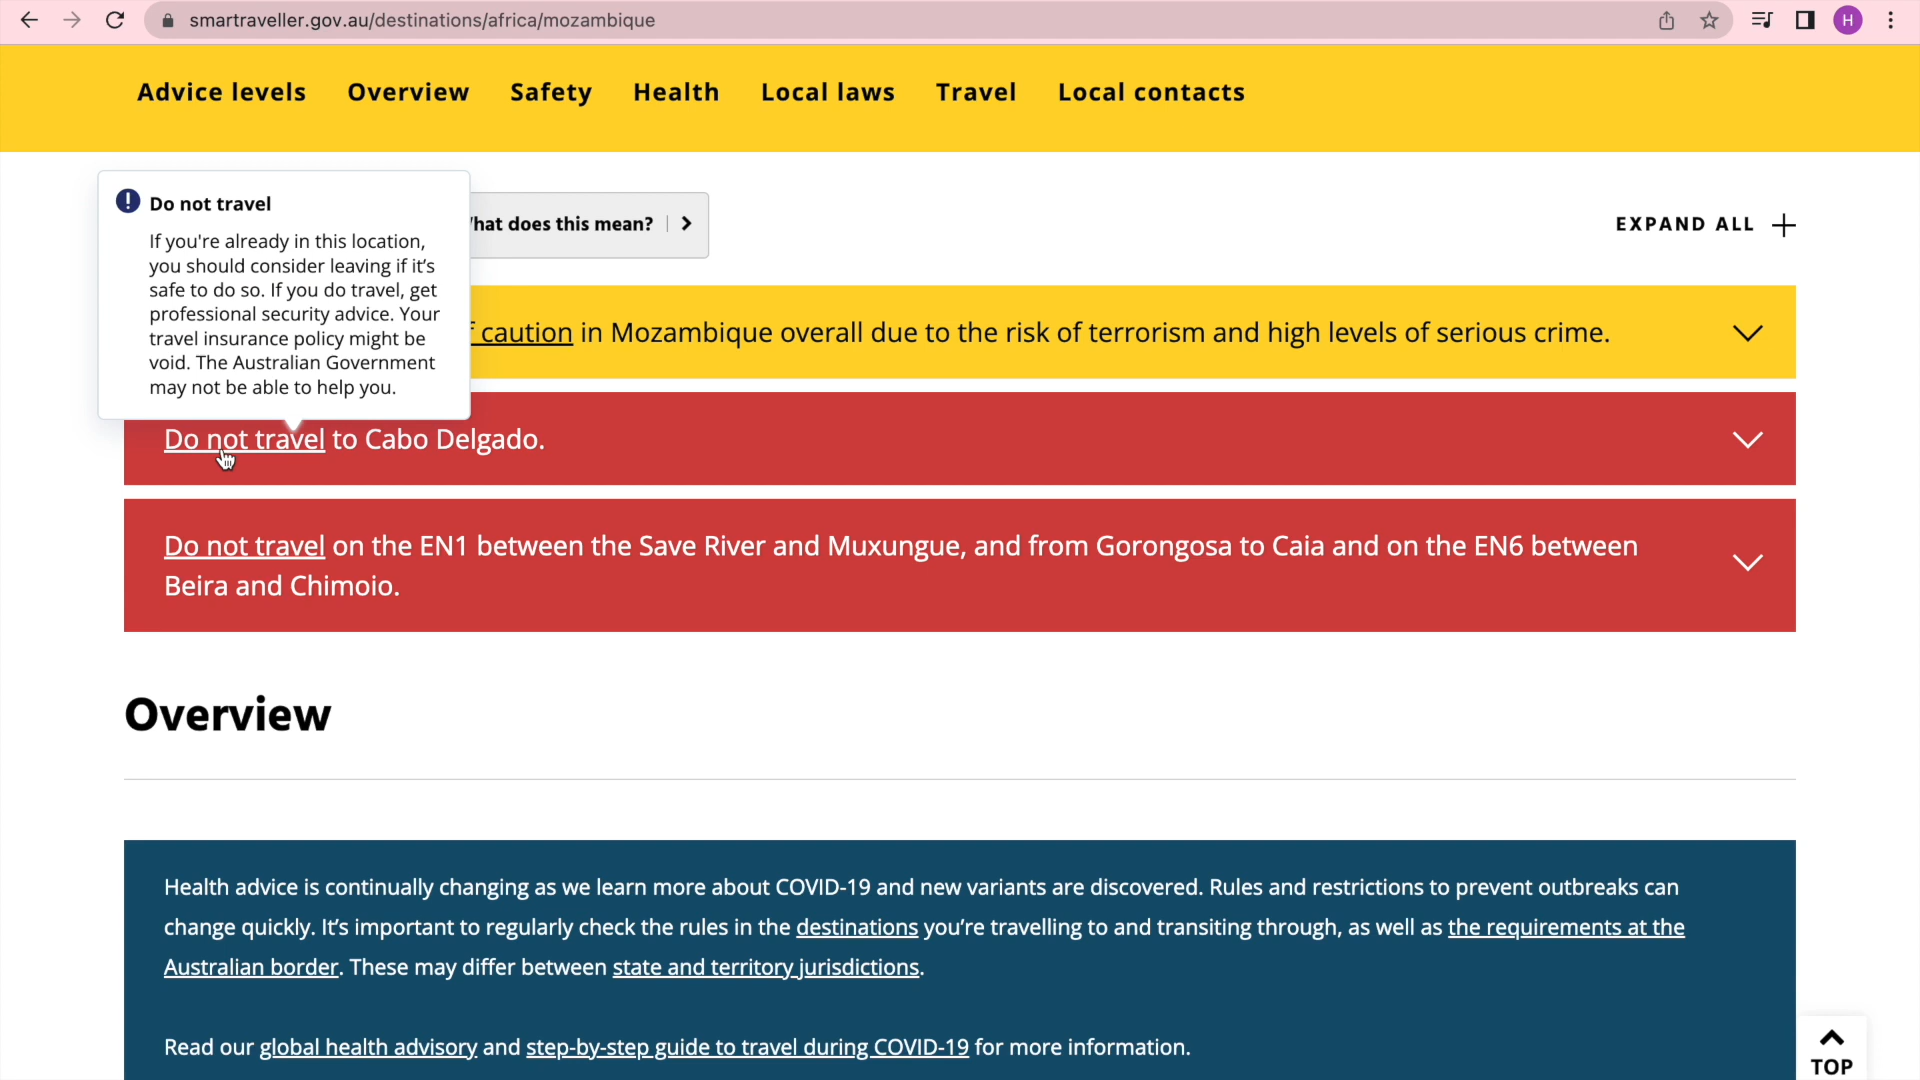 smartraveller.gov.au/destinations/africa/mozambique
H
Advice levels Overview Safety Health Local laws Travel Local contacts
Do not travel
If you're already in this location,
you should consider leaving if it's
safe to do so. If you do travel, get
professional security advice. Your
travel insurance policy might be
void. The Australian Government
may not be able to help you.
hat does this mean?
EXPAND ALL
caution in Mozambique overall due to the risk of terrorism and high levels of serious crime.
Do not travel to Cabo Delgado.
Do not travel on the EN1 between the Save River and Muxungue, and from Gorongosa to Caia and on the EN6 between
Beira and Chimoio.
Overview
Health advice is continually changing as we learn more about COVID-19 and new variants are discovered. Rules and restrictions to prevent outbreaks can
change quickly. It's important to regularly check the rules in the destinations you're travelling to and transiting through, as well as the requirements at the
Australian border. These may differ between state and territory jurisdictions.
Read our global health advisory and step-by-step guide to travel during COVID-19 for more information.
TOP